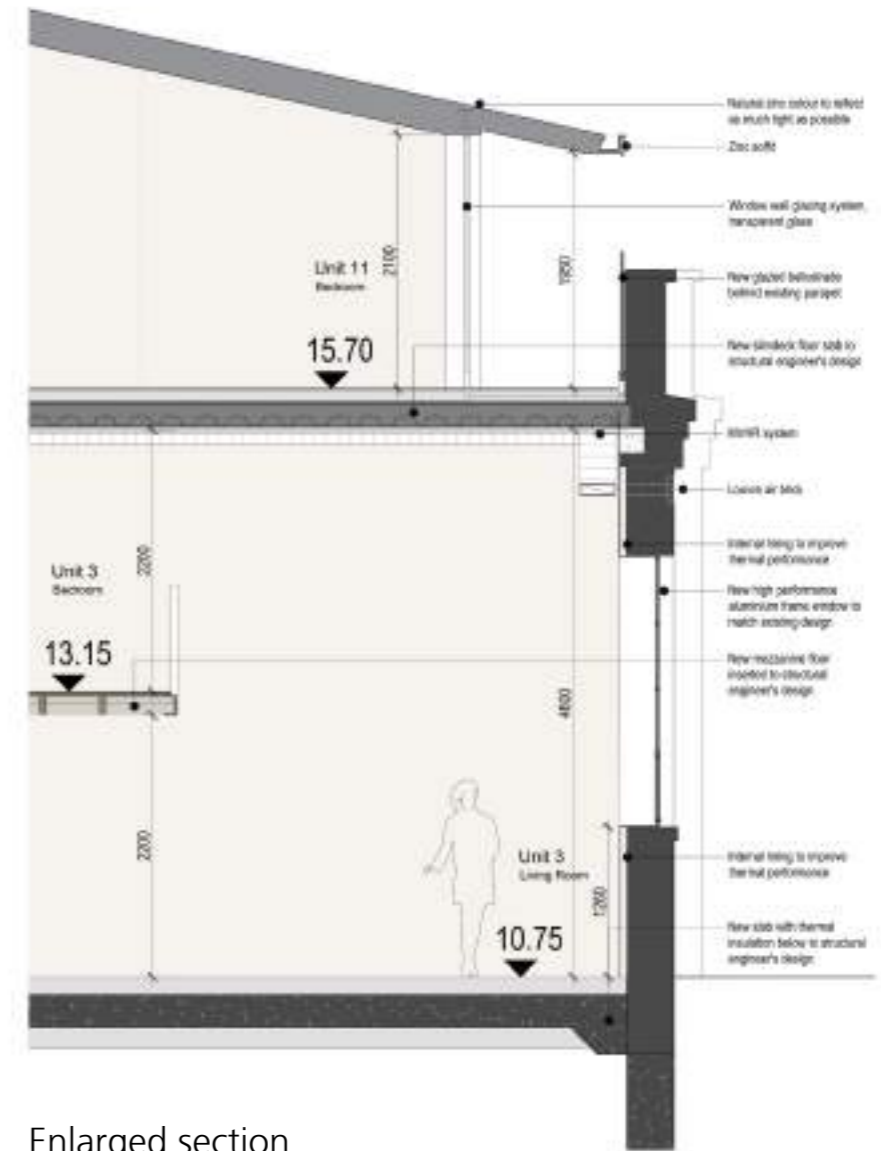 Natural zinc colour to reflect
as much light as possible
Zinc soffit
Window wall glazing system,
transparent glass
New glazed balustrade
behind existing parapet
New slimdeck floor slab to
structural engineer's design
MVHR system
Louvre air brick
Internal lining to improve
thermal performance
New high performance
aluminium frame window to
match existing design
New mezzanine floor
inserted to structural
engineer's design
Internal lining to improve
thermal performance
New slab with thermal
insulation below to structural
engineer's design
Unit 11
Bedroom
2100
1950
15.70
Unit 3
Bedroom
2200
13.15
4800
2200
Unit 3
Living Room
1260
10.75
Enlarged section